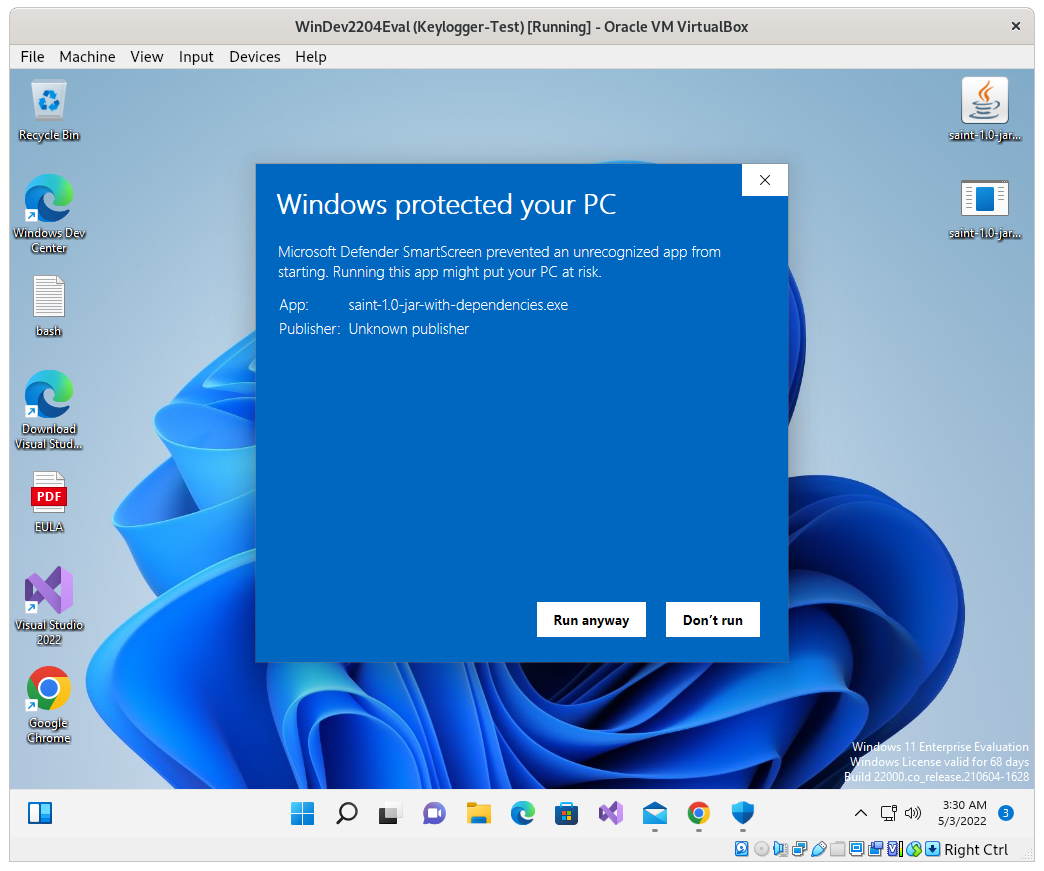 WinDev2204Eval (Keylogger-Test) [Running] - Oracle VM VirtualBox
File Machine View Input Devices Help
Recycle Bin
Windows Dev
Center
bash
Download
Visual Stud...
PDF
EULA
Visual Studio
2022
Google
Chrome
saint-1.0-jar...
saint-1.0-jar...
Windows protected your PC
Microsoft Defender SmartScreen prevented an unrecognized app from
starting. Running this app might put your PC at risk.
App: saint-1.0-jar-with-dependencies.exe
Publisher: Unknown publisher
Run anyway Don't run
Windows 11 Enterprise Evaluation
Windows License valid for 68 days
Build 22000.co_release.210604-1628
3:30 AM
5/3/2022
3
Right Ctrl